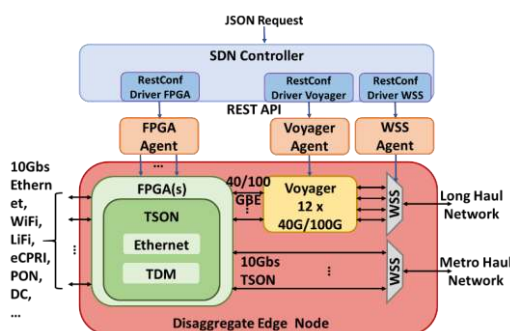 JSON Request
SDN Controller
RestConf
Driver FPGA
RestConf
Driver Voyager
RestConf
Driver WSS
REST API
FPGA
Agent
Voyager
Agent
WSS
Agent
...
10Gbs
Ethern
et,
WiFi,
LiFi,
eCPRI,
PON,
DC,
...
FPGA(s)
TSON
Ethernet
TDM
40/100
GBE
Voyager
12 x
40G/100G
WSS
Long Haul
Network
10Gbs
TSON
WSS
Metro Haul
Network
Disaggregate Edge Node